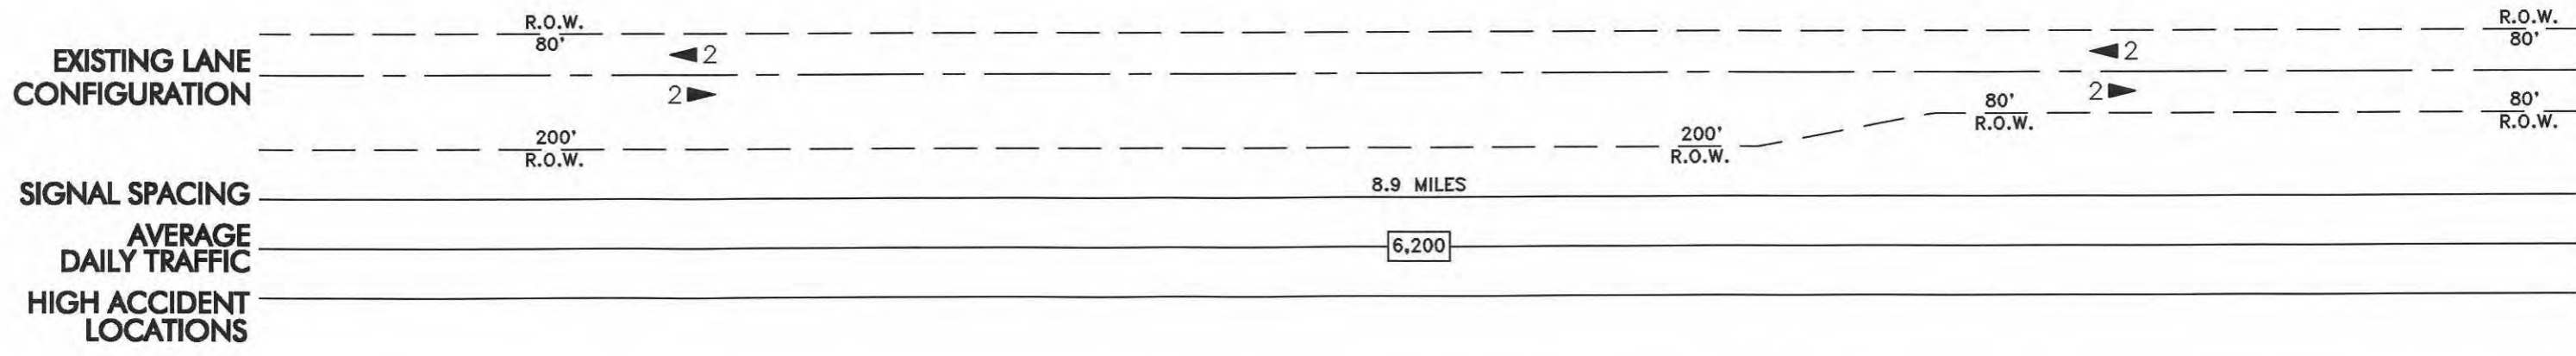 R.O.W.
80'
R.O.W.
80'
EXISTING LANE
CONFIGURATION
2
2
2
2
80'
R.O.W.
80'
R.O.W.
200'
R.O.W.
200'
R.O.W.
SIGNAL SPACING
8.9 MILES
AVERAGE
DAILY TRAFFIC
6,200
HIGH ACCIDENT
LOCATIONS